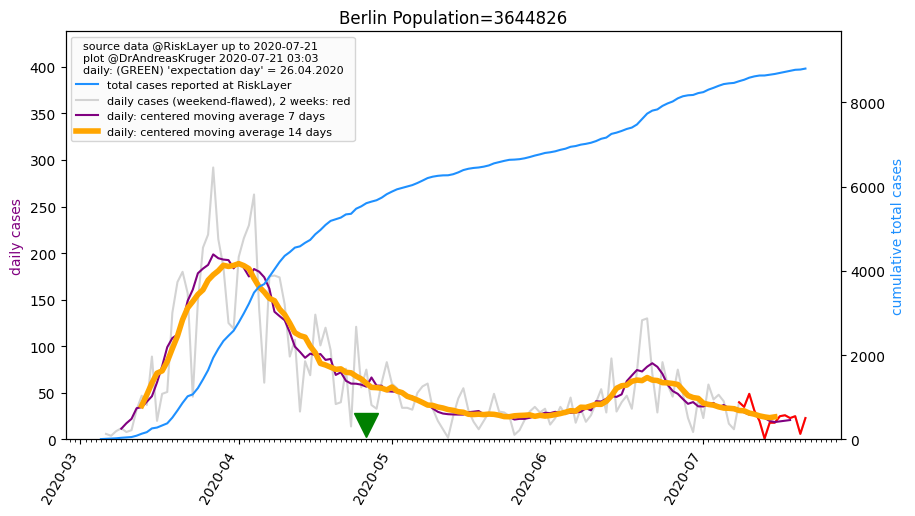 Berlin Population=3644826
source data @RiskLayer up to 2020-07-21
plot @DrAndreasKruger 2020-07-21 03:03
daily: (GREEN) 'expectation day' = 26.04.2020
total cases reported at RiskLayer
daily cases (weekend-flawed), 2 weeks: red
daily: centered moving average 7 days
daily: centered moving average 14 days
daily cases
400
350
300
250
200
150
100
50
0
8000
6000
4000
2000
0
cumulative total cases
2020-03
2020-04
2020-05
2020-06
2020-07